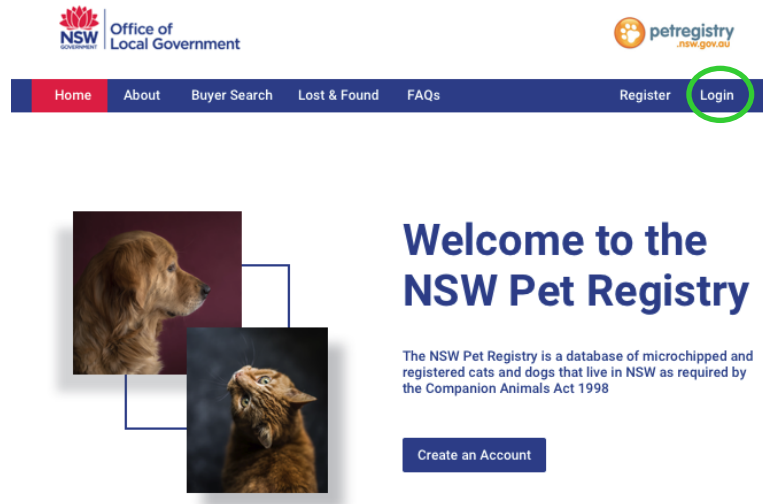 NSW
GOVERNMENT
Office of
Local Government
petregistry
.nsw.gov.au
Home About Buyer Search Lost & Found FAQs Register Login
Welcome to the
NSW Pet Registry
The NSW Pet Registry is a database of microchipped and
registered cats and dogs that live in NSW as required by
the Companion Animals Act 1998
Create an Account